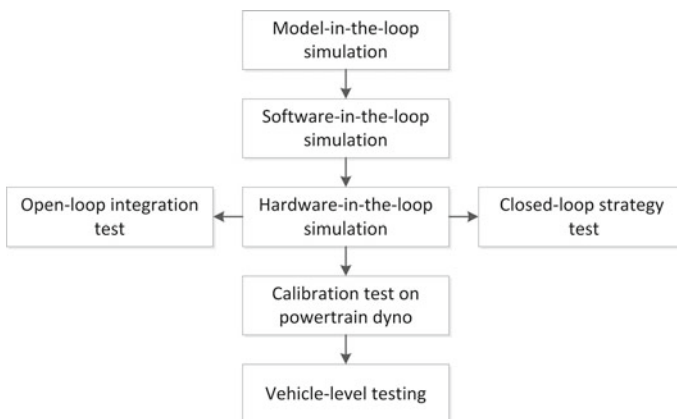 Model-in-the-loop
simulation
Software-in-the-loop
simulation
Open-loop integration
test
Hardware-in-the-loop
simulation
Closed-loop strategy
test
Calibration test on
powertrain dyno
Vehicle-level testing